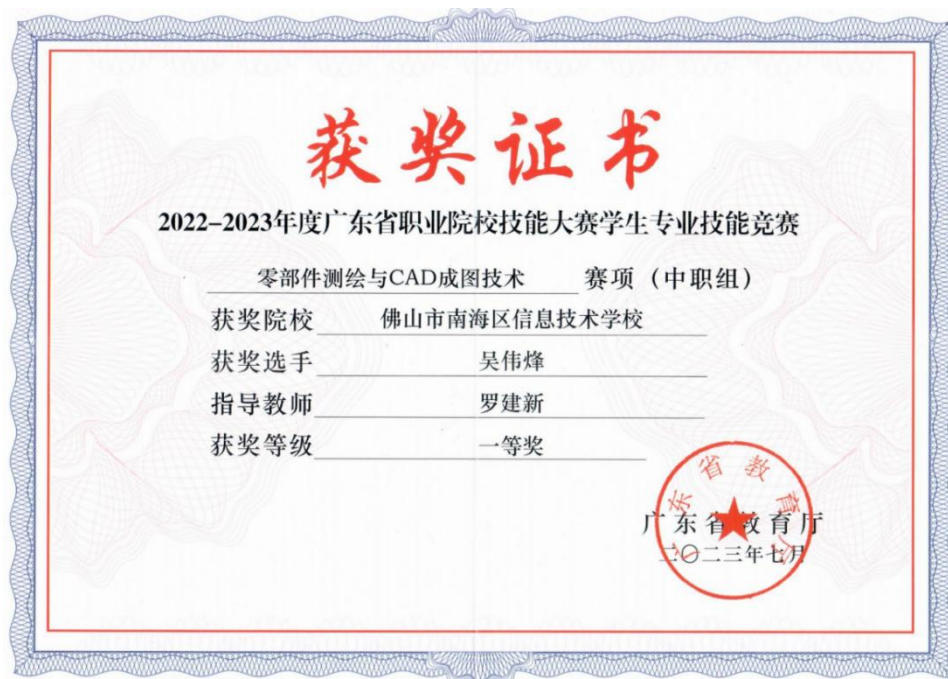 获奖证书
2022-2023年度广东省职业院校技能大赛学生专业技能竞赛
零部件测绘与CAD成图技术 赛项（中职组）
获奖院校 佛山市南海区信息技术学校
获奖选手 吴伟烽
指导教师 罗建新
获奖等级 一等奖
广东省教育厅
广东省教育厅
二〇二三年七月